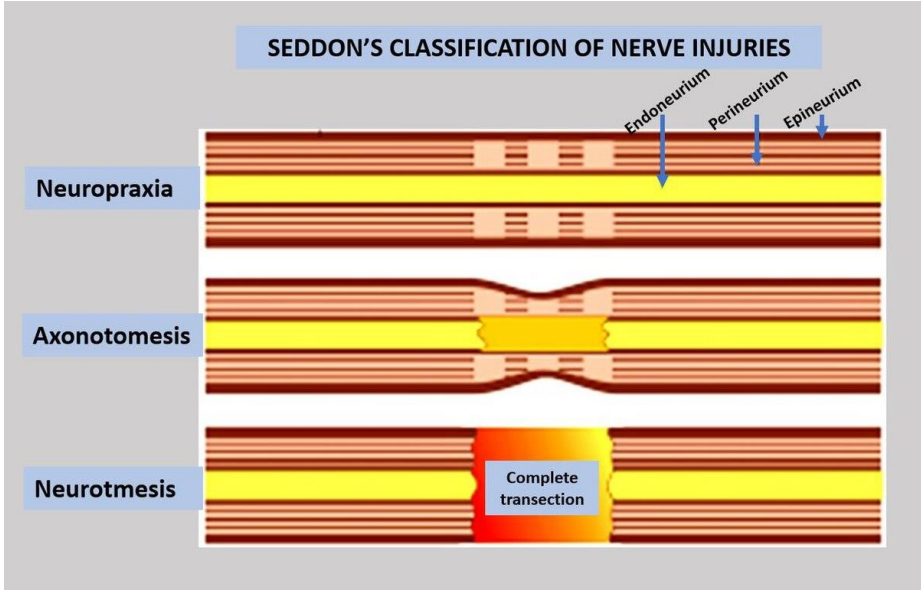 SEDDON'S CLASSIFICATION OF NERVE INJURIES
Endoneurium
Perineurium
Epineurium
Neuropraxia
Axonotomesis
Neurotmesis
Complete
transection